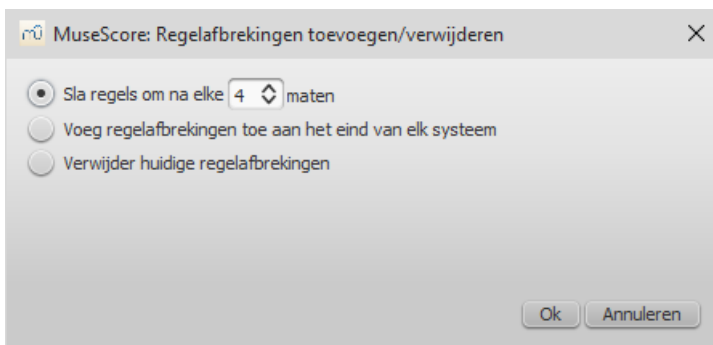 MuseScore: Regelafbrekingen toevoegen/verwijderen
Sla regels om na elke 4 maten
Voeg regelafbrekingen toe aan het eind van elk systeem
Verwijder huidige regelafbrekingen
Ok Annuleren